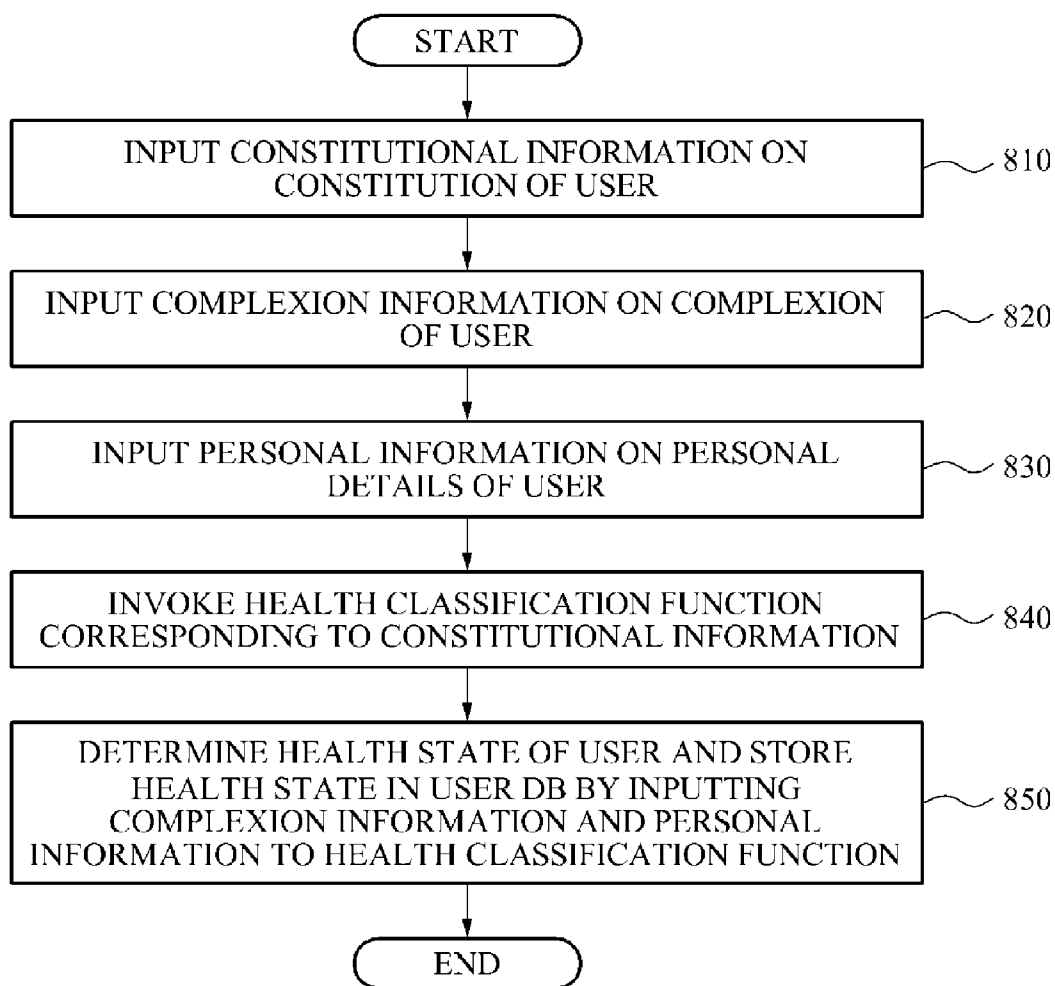 START
INPUT CONSTITUTIONAL INFORMATION ON
CONSTITUTION OF USER
810
INPUT COMPLEXION INFORMATION ON COMPLEXION
OF USER
820
INPUT PERSONAL INFORMATION ON PERSONAL
DETAILS OF USER
830
INVOKE HEALTH CLASSIFICATION FUNCTION
CORRESPONDING TO CONSTITUTIONAL INFORMATION
840
DETERMINE HEALTH STATE OF USER AND STORE
HEALTH STATE IN USER DB BY INPUTTING
COMPLEXION INFORMATION AND PERSONAL
INFORMATION TO HEALTH CLASSIFICATION FUNCTION
850
END